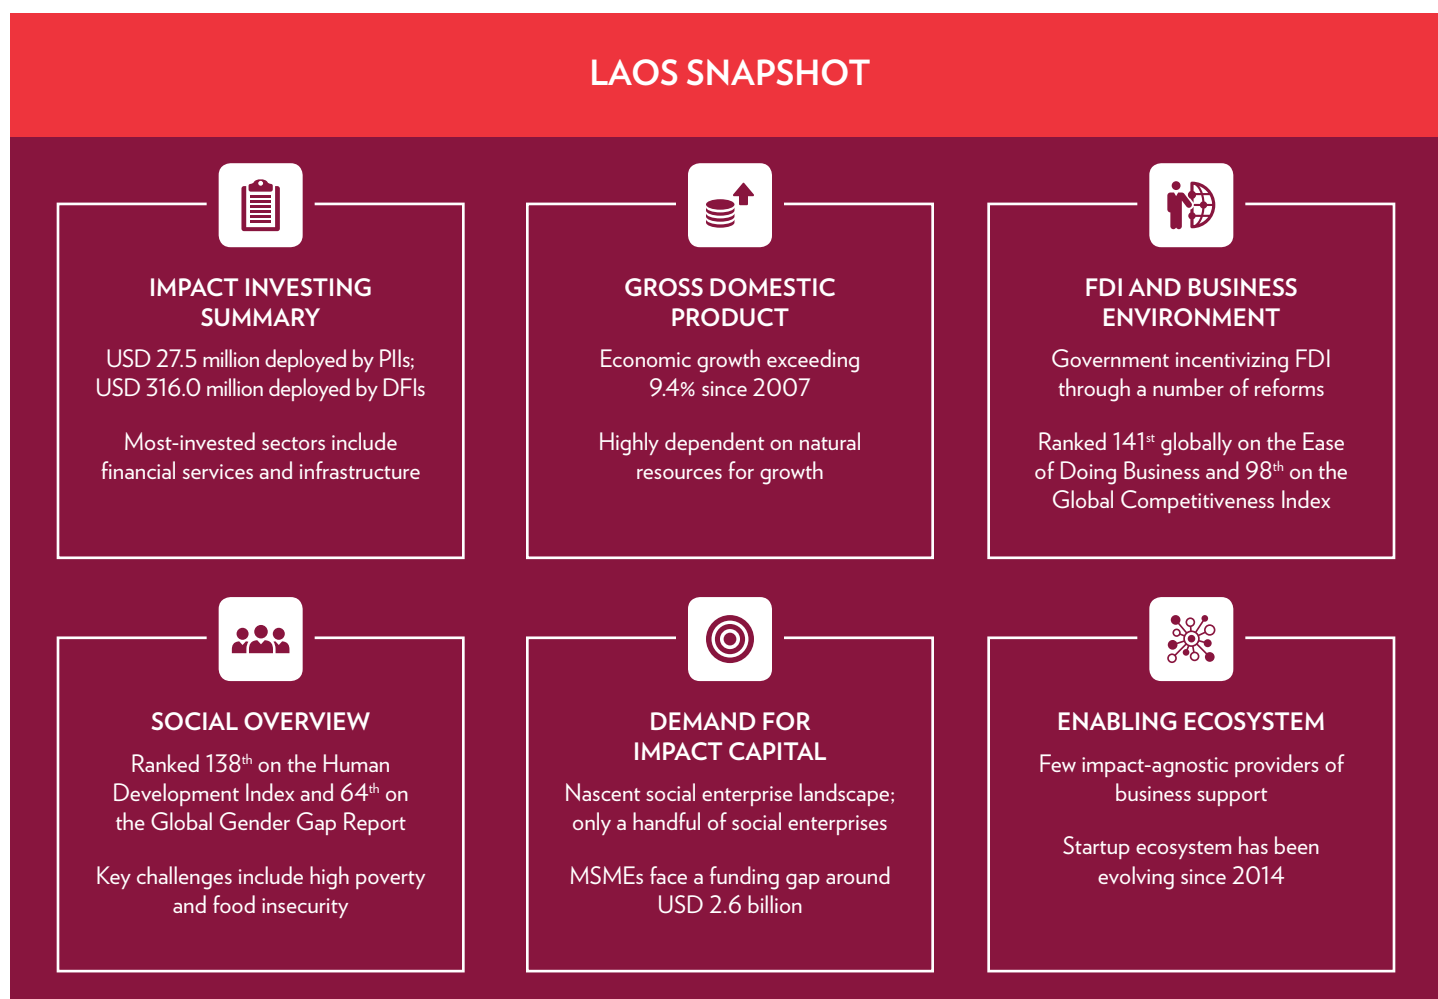 LAOS SNAPSHOT
IMPACT INVESTING
SUMMARY
USD 27.5 million deployed by PIIs;
USD 316.0 million deployed by DFIs
Most-invested sectors include
financial services and infrastructure
GROSS DOMESTIC
PRODUCT
Economic growth exceeding
9.4% since 2007
Highly dependent on natural
resources for growth
FDI AND BUSINESS
ENVIRONMENT
Government incentivizing FDI
through a number of reforms
Ranked 141st globally on the Ease
of Doing Business and 98th on the
Global Competitiveness Index
SOCIAL OVERVIEW
Ranked 138th on the Human
Development Index and 64th on
the Global Gender Gap Report
Key challenges include high poverty
and food insecurity
DEMAND FOR
IMPACT CAPITAL
Nascent social enterprise landscape;
only a handful of social enterprises
MSMEs face a funding gap around
USD 2.6 billion
ENABLING ECOSYSTEM
Few impact-agnostic providers of
business support
Startup ecosystem has been
evolving since 2014